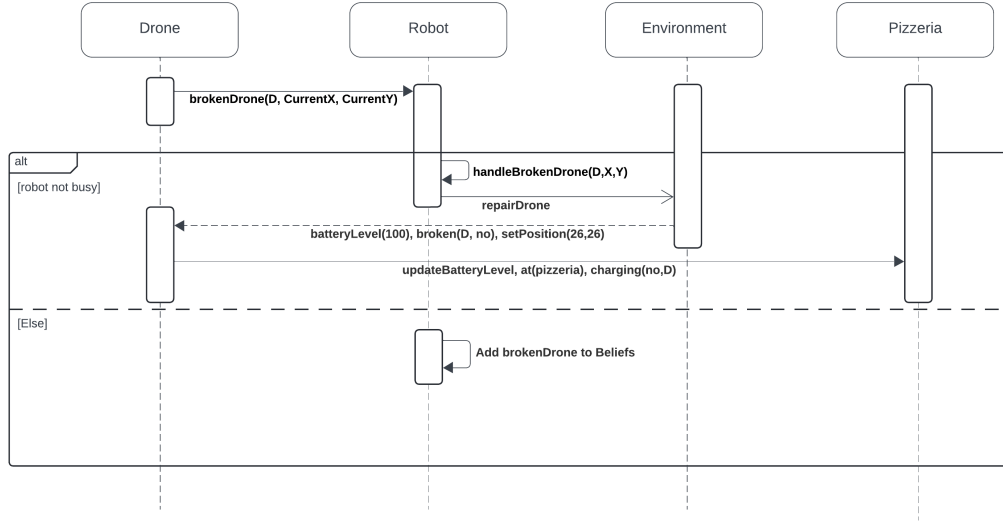 Drone
Robot
Environment
Pizzeria
brokenDrone(D, CurrentX, CurrentY)
alt
[robot not busy]
handleBrokenDrone(D,X,Y)
repairDrone
batteryLevel(100), broken(D, no), setPosition(26,26)
updateBatteryLevel, at(pizzeria), charging(no,D)
[Else]
Add brokenDrone to Beliefs